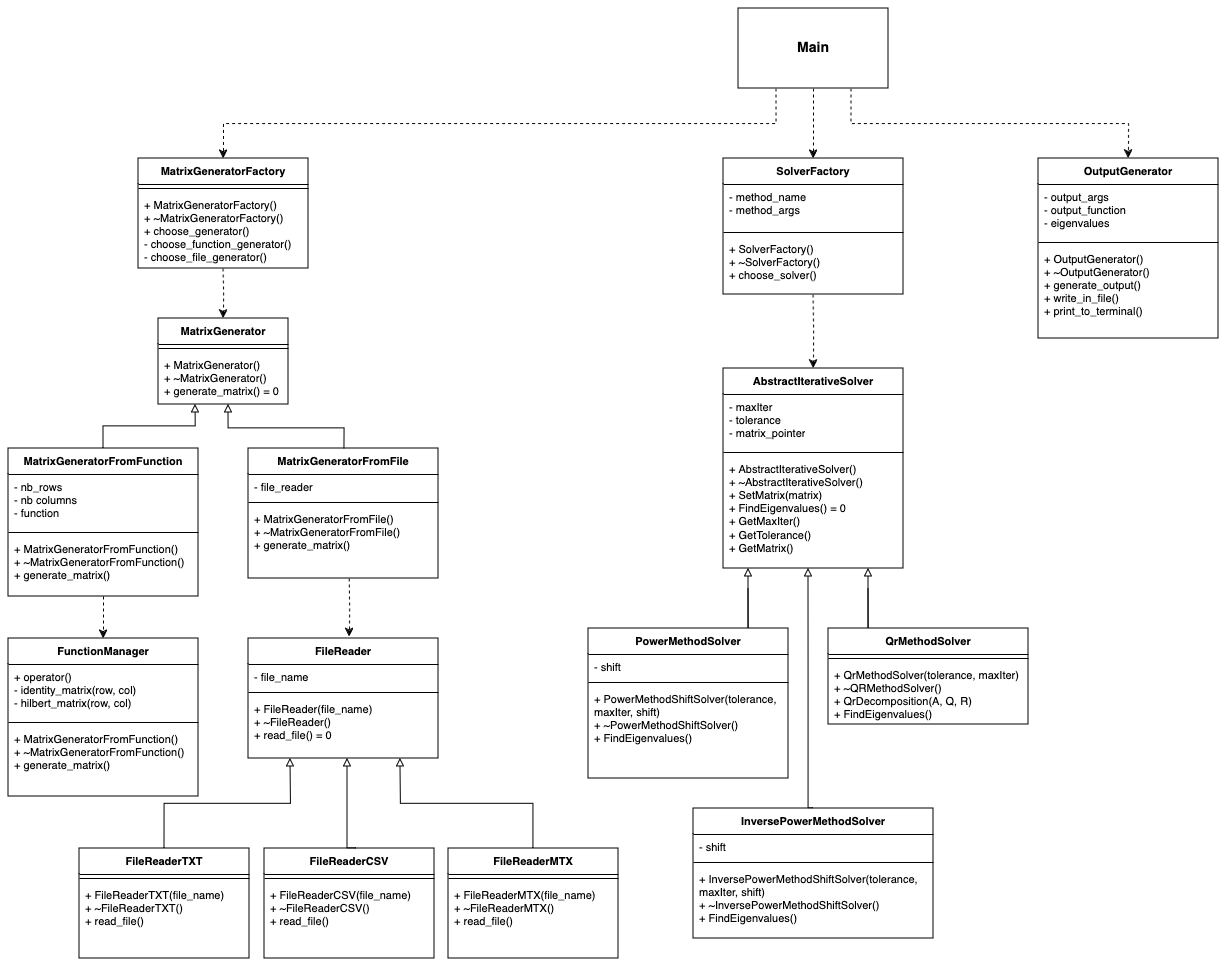 Main
MatrixGeneratorFactory
+ MatrixGeneratorFactory()
+ ~MatrixGeneratorFactory()
+ choose_generator()
- choose_function_generator()
- choose_file_generator()
SolverFactory
- method_name
- method_args
+ SolverFactory()
+ ~SolverFactory()
+ choose_solver()
OutputGenerator
- output_args
- output_function
- eigenvalues
+ OutputGenerator()
+ ~OutputGenerator()
+ generate_output()
+ write_in_file()
+ print_to_terminal()
MatrixGenerator
+ MatrixGenerator()
+ ~MatrixGenerator()
+ generate_matrix() = 0
AbstractIterativeSolver
- maxIter
- tolerance
- matrix_pointer
+ AbstractIterativeSolver()
+ ~AbstractIterativeSolver()
+ SetMatrix(matrix)
+ FindEigenvalues() = 0
+ GetMaxIter()
+ GetTolerance()
+ GetMatrix()
MatrixGeneratorFromFunction
- nb_rows
- nb columns
- function
+ MatrixGeneratorFromFunction()
+ ~MatrixGeneratorFromFunction()
+ generate_matrix()
MatrixGeneratorFromFile
- file_reader
+ MatrixGeneratorFromFile()
+ ~MatrixGeneratorFromFile()
+ generate_matrix()
FunctionManager
+ operator()
- identity_matrix(row, col)
- hilbert_matrix(row, col)
+ MatrixGeneratorFromFunction()
+ ~MatrixGeneratorFromFunction()
+ generate_matrix()
FileReader
- file_name
+ FileReader(file_name)
+ ~FileReader()
+ read_file() = 0
PowerMethodSolver
- shift
+ PowerMethodShiftSolver(tolerance,
maxIter, shift)
+ ~PowerMethodSolver()
+ FindEigenvalues()
QrMethodSolver
+ QrMethodSolver(tolerance, maxIter)
+ ~QRMethodSolver()
+ QrDecomposition(A, Q, R)
+ FindEigenvalues()
InversePowerMethodSolver
- shift
+ InversePowerMethodShiftSolver(tolerance,
maxIter, shift)
+ ~InversePowerMethodShiftSolver()
+ FindEigenvalues()
FileReaderTXT
+ FileReaderTXT(file_name)
+ ~FileReaderTXT()
+ read_file()
FileReaderCSV
+ FileReaderCSV(file_name)
+ ~FileReaderCSV()
+ read_file()
FileReaderMTX
+ FileReaderMTX(file_name)
+ ~FileReaderMTX()
+ read_file()